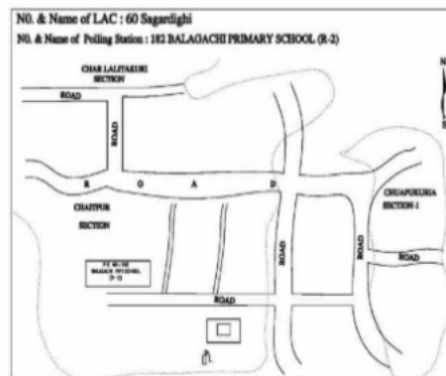 N0. & Name of LAC : 60 Sagardighi
N0. & Name of Polling Station : 182 BALAGACHI PRIMARY SCHOOL (R-2)
CHAR LALITAKURI
SECTION
ROAD
N
ROAD
S
R O A D
CHAIYPUR
SECTION
CHUAPUKURIA
SECTION-1
ROAD
ROAD
ROAD
ROAD